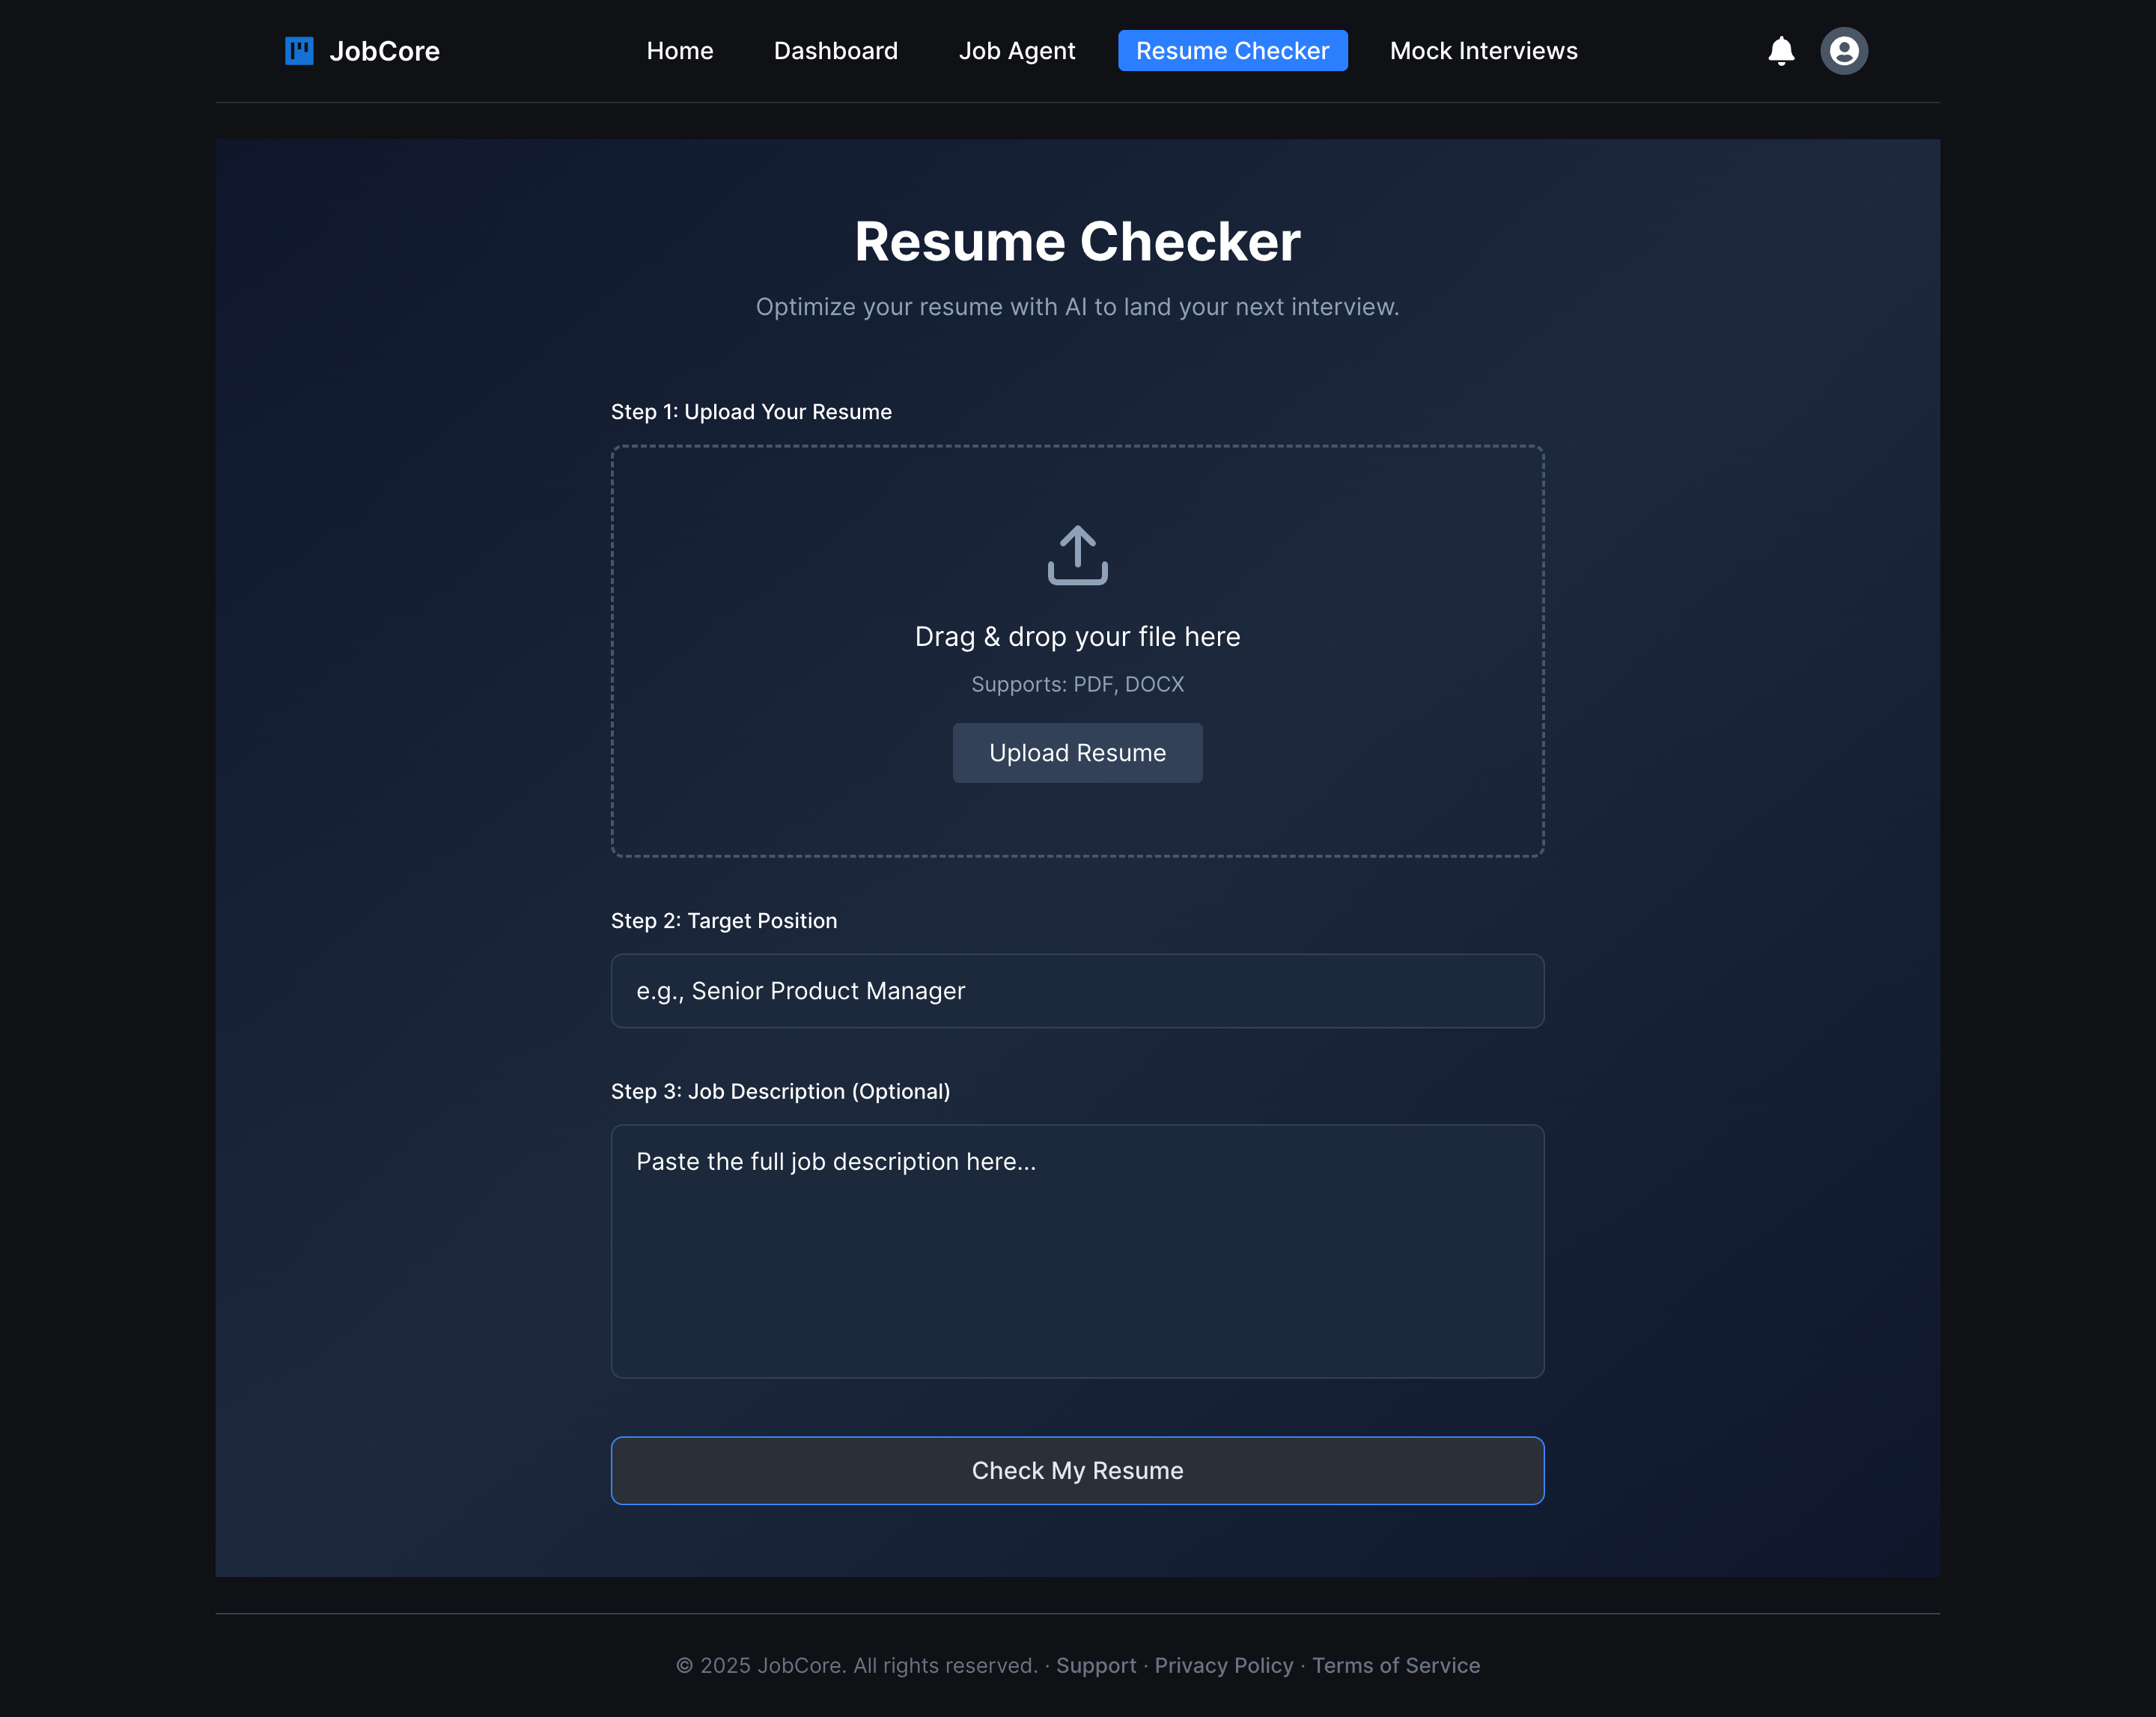 JobCore
Home
Dashboard
Job Agent
Resume Checker
Mock Interviews
Resume Checker
Optimize your resume with AI to land your next interview.
Step 1: Upload Your Resume
Drag & drop your file here
Supports: PDF, DOCX
Upload Resume
Step 2: Target Position
e.g., Senior Product Manager
Step 3: Job Description (Optional)
Paste the full job description here...
Check My Resume
© 2025 JobCore. All rights reserved. · Support · Privacy Policy · Terms of Service